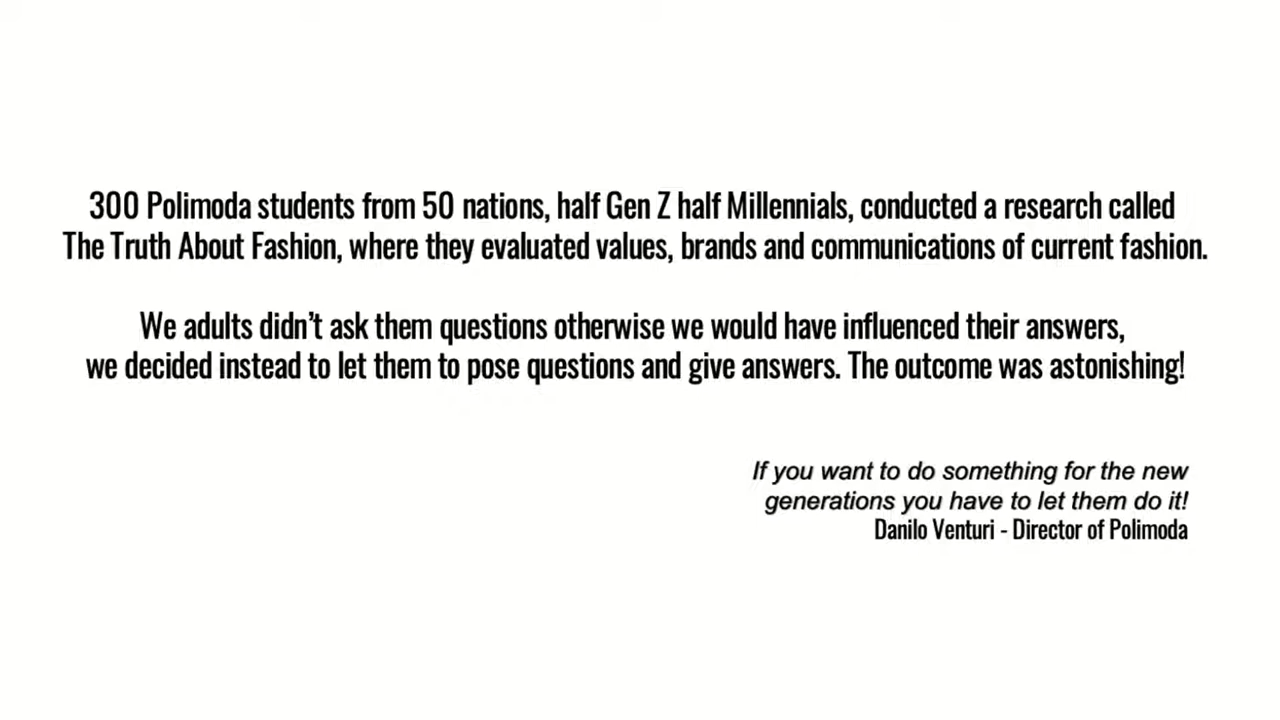 300 Polimoda students from 50 nations, half Gen Z half Millennials, conducted a research called
The Truth About Fashion, where they evaluated values, brands and communications of current fashion.
We adults didn't ask them questions otherwise we would have influenced their answers,
we decided instead to let them to pose questions and give answers. The outcome was astonishing!
If you want to do something for the new
generations you have to let them do it!
Danilo Venturi - Director of Polimoda